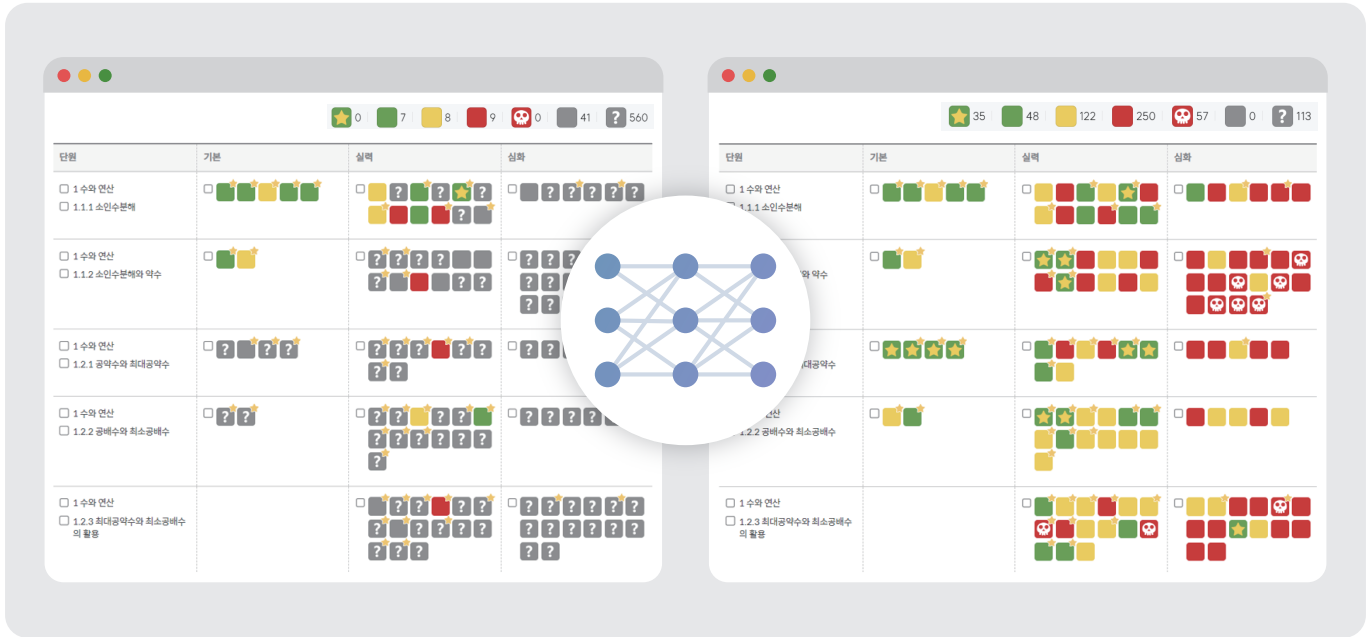 0 7 8 9 0 41 ? 560
단원 기본 실력 심화
1 수와 연산
1.1.1 소인수분해
? ? ? ? ? ? ? ?
?
1 수와 연산
1.1.2 소인수분해와 약수
? ? ? ? ? ? ?
? ? ? ? ?
? ?
1 수와 연산
1.2.1 공약수와 최대공약수
? ? ? ? ? ? ? ? ? ?
? ?
1 수와 연산
1.2.2 공배수와 최소공배수
? ? ? ? ? ? ? ? ? ? ?
? ? ? ? ? ?
?
1 수와 연산
1.2.3 최대공약수와 최소공배수
의 활용
? ? ? ? ? ? ? ? ? ?
? ? ? ? ? ? ? ? ? ? ?
? ? ? ? ?
35 48 122 250 57 0 ? 113
단원 기본 실력 심화
1 수와 연산
1.1.1 소인수분해
약수
대공약수
연산
1.2.2 공배수와 최소공배수
1 수와 연산
1.2.3 최대공약수와 최소공배수
의 활용